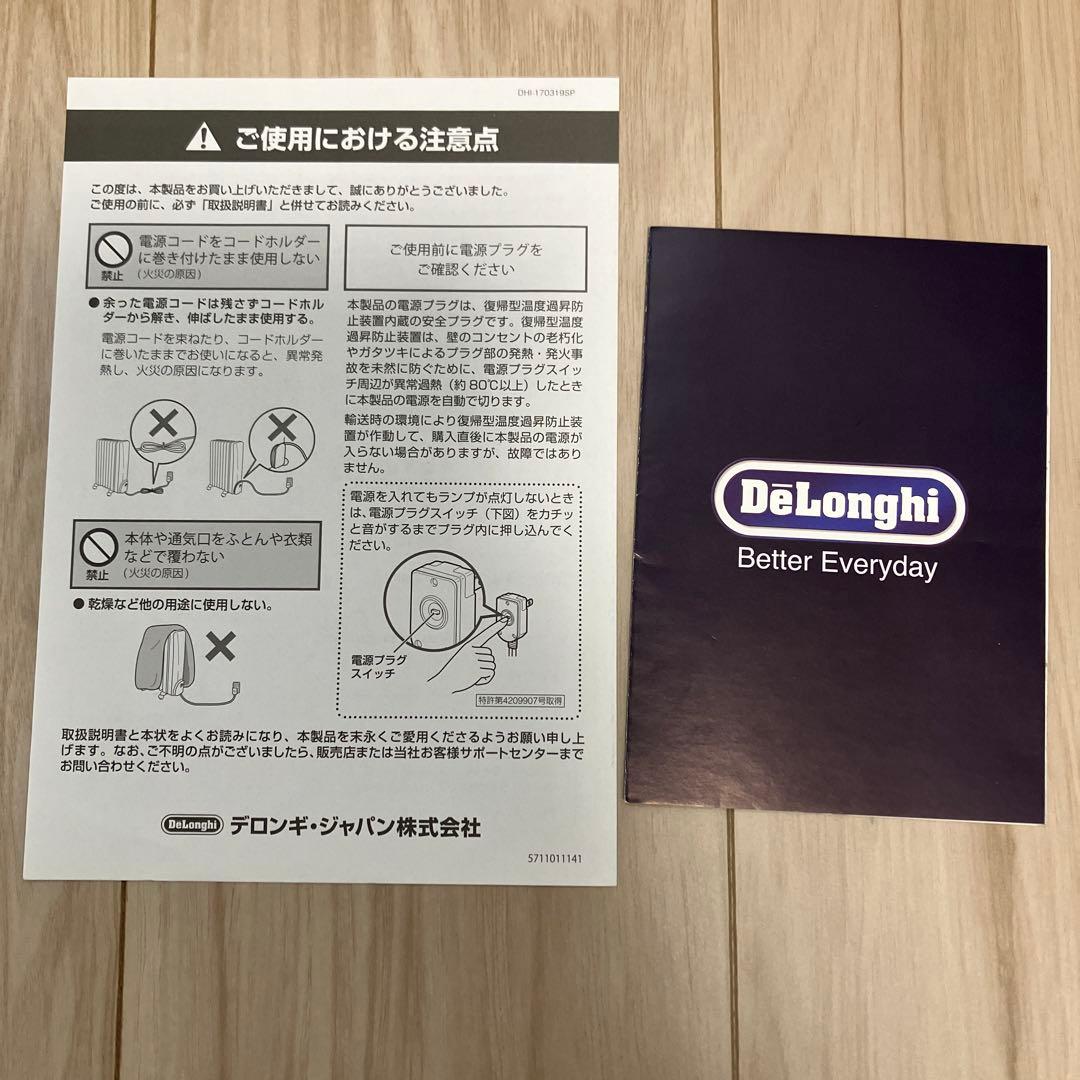 DHI-170319SP
ご使用における注意点
この度は、本製品をお買い上げいただきまして、誠にありがとうございました。
ご使用の前に、必ず「取扱説明書」と併せてお読みください。
禁止
電源コードをコードホルダー
に巻き付けたまま使用しない
(火災の原因)
● 余った電源コードは残さずコードホル
ダーから解き、伸ばしたまま使用する。
電源コードを束ねたり、コードホルダー
に巻いたままでお使いになると、異常発
熱し、火災の原因になります。
禁止
本体や通気口をふとんや衣類
などで覆わない
(火災の原因)
● 乾燥など他の用途に使用しない。
ご使用前に電源プラグを
ご確認ください
本製品の電源プラグは、復帰型温度過昇防
止装置内蔵の安全プラグです。復帰型温度
過昇防止装置は、壁のコンセントの老朽化
やガタツキによるプラグ部の発熱・発火事
故を未然に防ぐために、電源プラグスイッ
チ周辺が異常過熱（約80℃以上）したとき
に本製品の電源を自動で切ります。
輸送時の環境により復帰型温度過昇防止装
置が作動して、購入直後に本製品の電源が
入らない場合がありますが、故障ではあり
ません。
電源を入れてもランプが点灯しないとき
は、電源プラグスイッチ（下図）をカチッ
と音がするまでプラグ内に押し込んでく
ださい。
電源プラグ
スイッチ
特許第4209907号取得
取扱説明書と本状をよくお読みになり、本製品を末永くご愛用くださるようお願い申し上
げます。なお、ご不明の点がございましたら、販売店または当社お客様サポートセンターまで
お問い合わせください。
DeLonghi デロンギ・ジャパン株式会社
5711011141
DēLonghi
Better Everyday